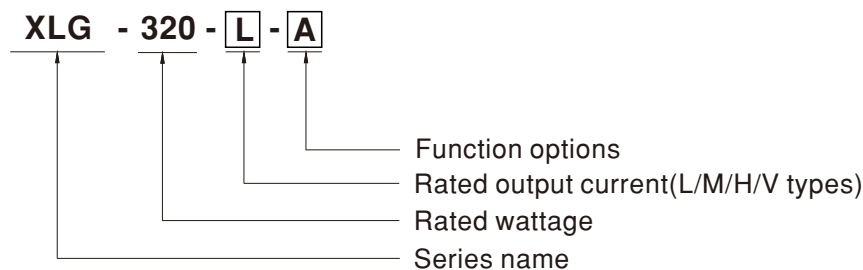 XLG - 320 - L - A
Function options
Rated output current(L/M/H/V types)
Rated wattage
Series name